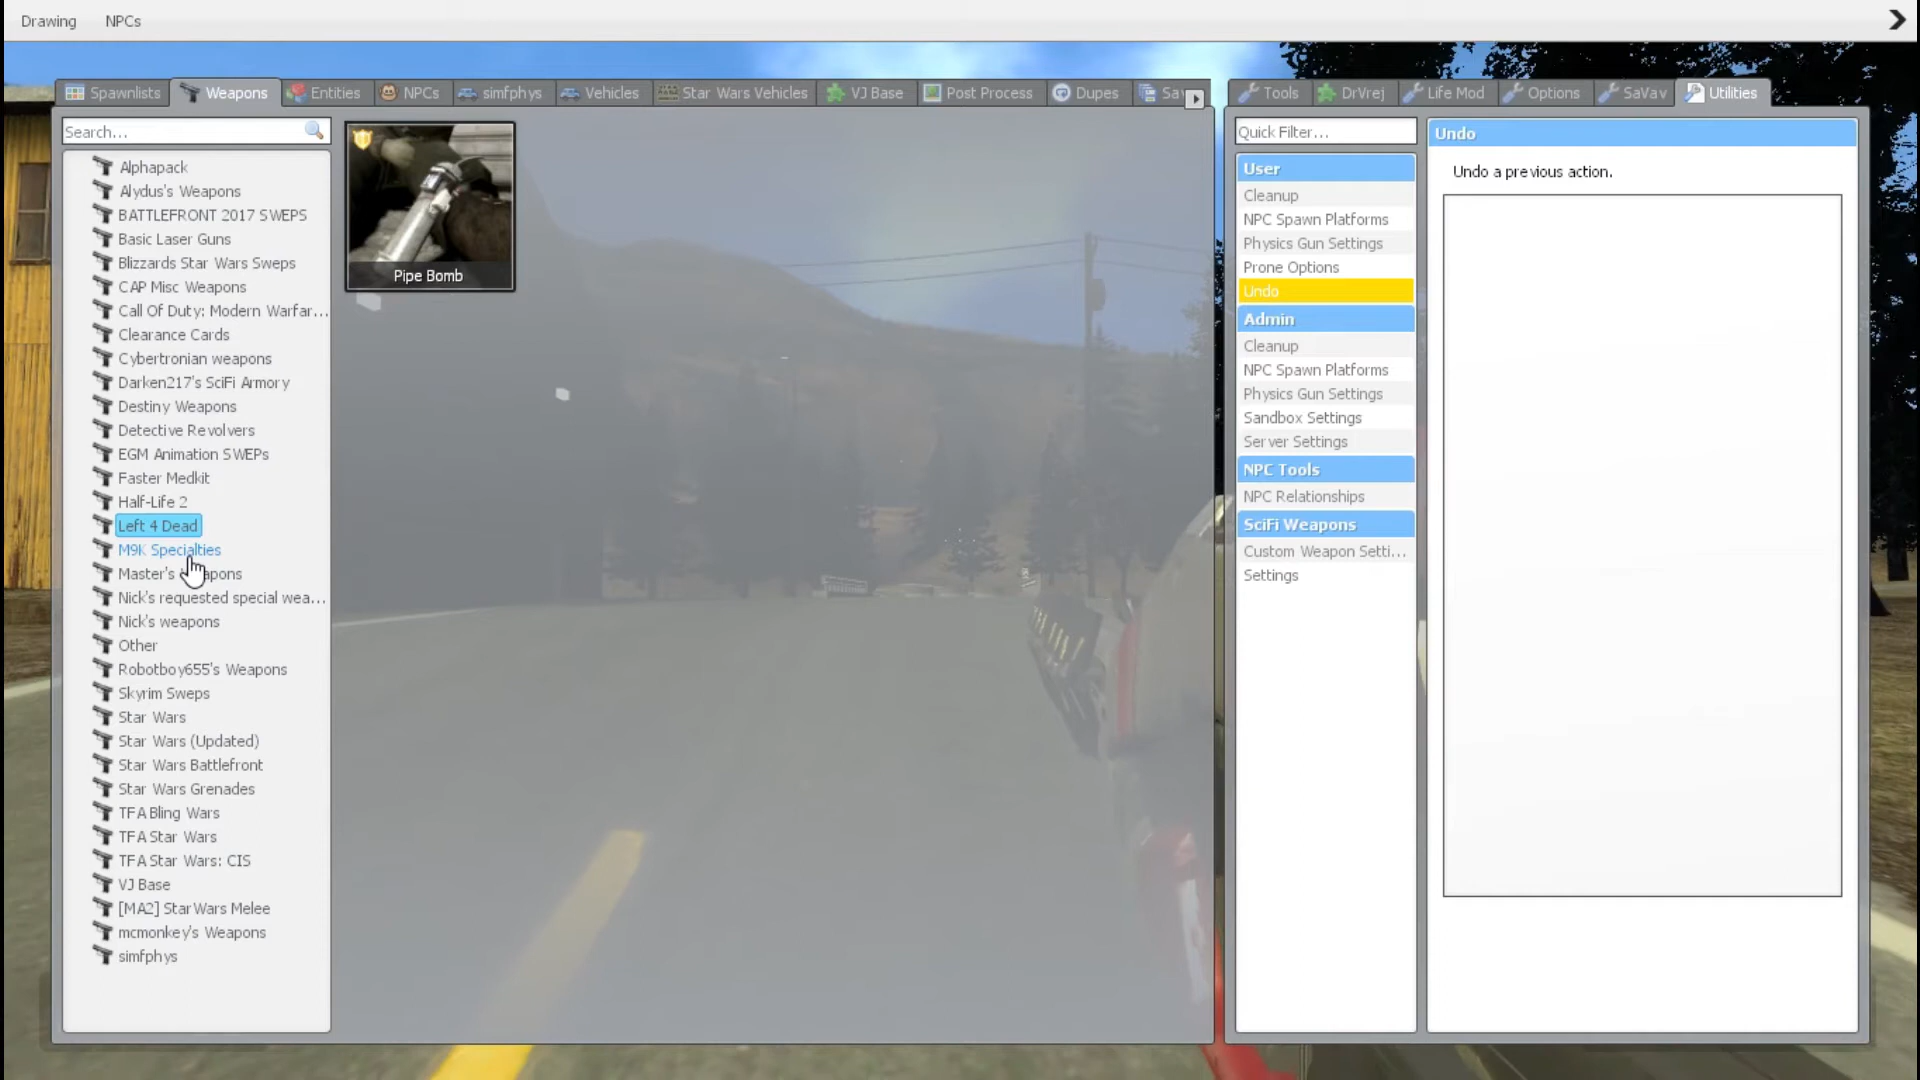 Drawing NPCs
Spawnlists Weapons Entities NPCs simfphys Vehicles Star Wars Vehicles VJ Base Post Process Dupes
Tools DrVrej Life Mod Options SaVav Utilities
Search...
Alphapack
Alydus's Weapons
BATTLEFRONT 2017 SWEPS
Basic Laser Guns
Blizzards Star Wars Sweps
CAP Misc Weapons
Call Of Duty: Modern Warfar...
Clearance Cards
Cybertronian weapons
Darken217's SciFi Armory
Destiny Weapons
Detective Revolvers
EGM Animation SWEPs
Faster Medkit
Half-Life 2
Left 4 Dead
M9K Specialties
Master's
Nick's requested special wea...
Nick's weapons
Other
Robotboy655's Weapons
Skyrim Sweps
Star Wars
Star Wars (Updated)
Star Wars Battlefront
Star Wars Grenades
TFA Bling Wars
TFA Star Wars
TFA Star Wars: CIS
VJ Base
[MA2] StarWars Melee
mcmonkey's Weapons
simfphys
Pipe Bomb
Quick Filter...
User
Cleanup
NPC Spawn Platforms
Physics Gun Settings
Prone Options
Undo
Admin
Cleanup
NPC Spawn Platforms
Physics Gun Settings
Sandbox Settings
Server Settings
NPC Tools
NPC Relationships
SciFi Weapons
Custom Weapon Setti...
Settings
Undo
Undo a previous action.